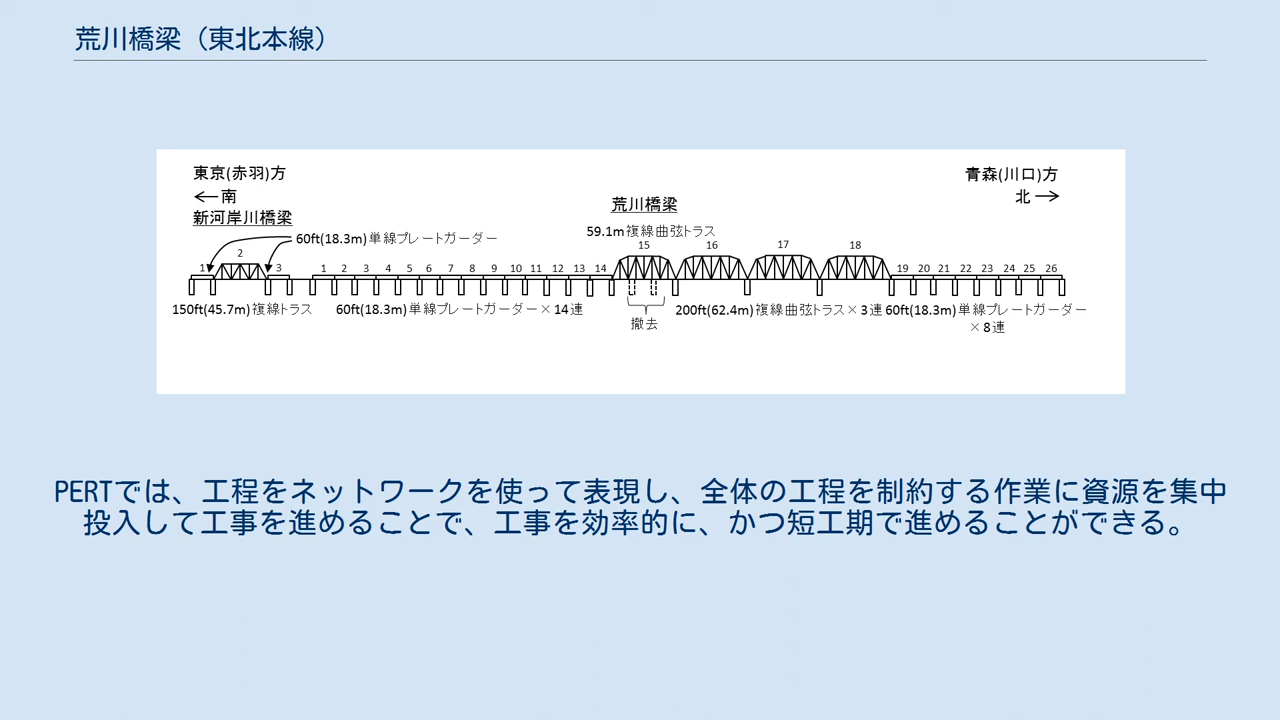 荒川橋梁（東北本線）
東京(赤羽)方
青森(川口)方
←南
北→
新河岸川橋梁
荒川橋梁
60ft(18.3m)単線プレートガーダー
59.1m複線曲弦トラス
1 2 3 1 2 3 4 5 6 7 8 9 10 11 12 13 14 15 16 17 18 19 20 21 22 23 24 25 26
150ft(45.7m)複線トラス
60ft(18.3m)単線プレートガーダー×14連
撤去
200ft(62.4m)複線曲弦トラス×3連
60ft(18.3m)単線プレートガーダー
×8連
PERTでは、工程をネットワークを使って表現し、全体の工程を制約する作業に資源を集中
投入して工事を進めることで、工事を効率的に、かつ短工期で進めることができる。